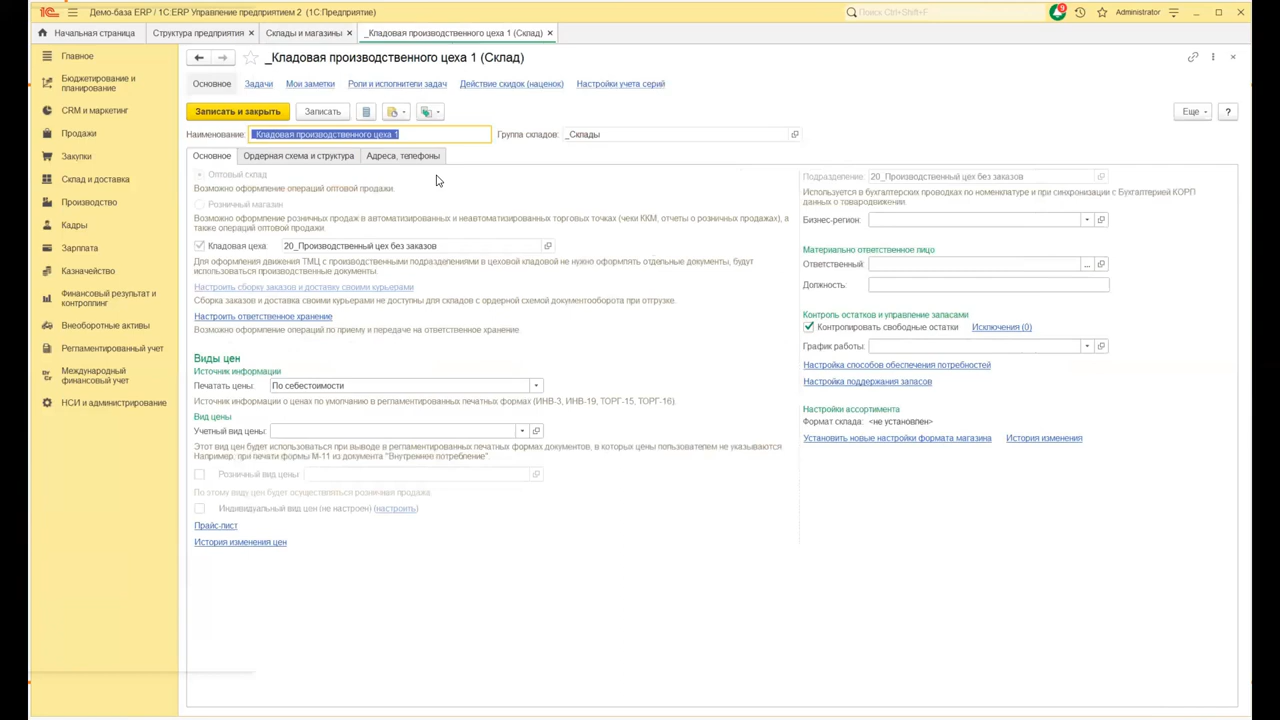 1С Демо-база ERP / 1С:ERP Управление предприятием 2 (1С:Предприятие)
Поиск Ctrl+Shift+F
Administrator
Начальная страница
Структура предприятия ×
Склады и магазины ×
_Кладовая производственного цеха 1 (Склад) ×
Главное
Бюджетирование и
планирование
CRM и маркетинг
Продажи
Закупки
Склад и доставка
Производство
Кадры
Зарплата
Казначейство
Финансовый результат и
контроллинг
Внеоборотные активы
Регламентированный учет
Международный
финансовый учет
НСИ и администрирование
_Кладовая производственного цеха 1 (Склад)
Основное
Задачи
Мои заметки
Роли и исполнители задач
Действие скидок (наценок)
Настройки учета серий
Записать и закрыть
Записать
Еще
?
Наименование: _Кладовая производственного цеха 1
Группа складов: _Склады
Основное
Ордерная схема и структура
Адреса, телефоны
Оптовый склад
Возможно оформление операций оптовой продажи.
Розничный магазин
Возможно оформление розничных продаж в автоматизированных и неавтоматизированных торговых точках (чеки ККМ, отчеты о розничных продажах), а
также операций оптовой продажи.
Кладовая цеха: 20_Производственный цех без заказов
Для оформления движения ТМЦ с производственными подразделениями в цеховой кладовой не нужно оформлять отдельные документы, будут
использоваться производственные документы.
Настроить сборку заказов и доставку своими курьерами
Сборка заказов и доставка своими курьерами не доступны для складов с ордерной схемой документооборота при отгрузке.
Настроить ответственное хранение
Возможно оформление операций по приему и передаче на ответственное хранение.
Виды цен
Источник информации
Печатать цены: По себестоимости
Источник информации о ценах по умолчанию в регламентированных печатных формах (ИНВ-3, ИНВ-19, ТОРГ-15, ТОРГ-16).
Вид цены
Учетный вид цены:
Этот вид цен будет использоваться при выводе в регламентированных печатных формах документов, в которых цены пользователем не указываются
Например, при печати формы М-11 из документа "Внутреннее потребление".
Розничный вид цены
По этому виду цен будет осуществляться розничная продажа
Индивидуальный вид цен (не настроен) (настроить)
Прайс-лист
История изменения цен
Подразделение: 20_Производственный цех без заказов
Используется в бухгалтерских проводках по номенклатуре и при синхронизации с Бухгалтерией КОРП
данных о товародвижении.
Бизнес-регион:
Материально ответственное лицо
Ответственный:
Должность:
Контроль остатков и управление запасами
Контролировать свободные остатки Исключения (0)
График работы:
Настройка способов обеспечения потребностей
Настройка поддержания запасов
Настройки ассортимента
Формат склада: <не установлен>
Установить новые настройки формата магазина История изменения